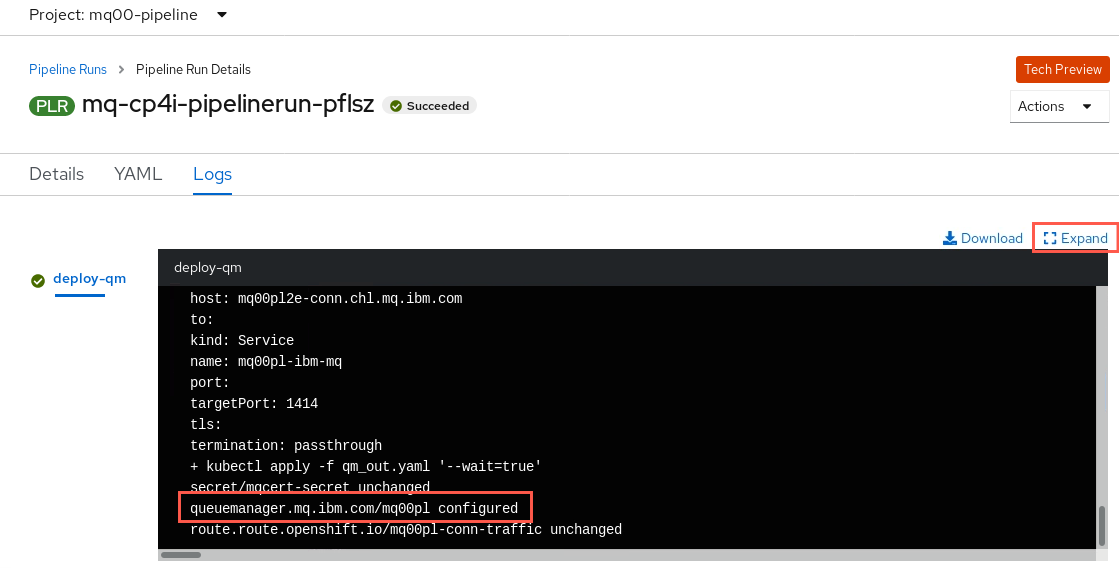 Project: mq00-pipeline
Pipeline Runs > Pipeline Run Details
Tech Preview
PLR mq-cp4i-pipelinerun-pflsz Succeeded
Actions
Details YAML Logs
Download Expand
deploy-qm
deploy-qm
host: mq00pl2e-conn.chl.mq.ibm.com
to:
kind: Service
name: mq00pl-ibm-mq
port:
targetPort: 1414
tls:
termination: passthrough
+ kubectl apply -f qm_out.yaml '--wait=true'
secret/mqcert-secret unchanged
queuemanager.mq.ibm.com/mq00pl configured
route.route.openshift.io/mq00pl-conn-traffic unchanged